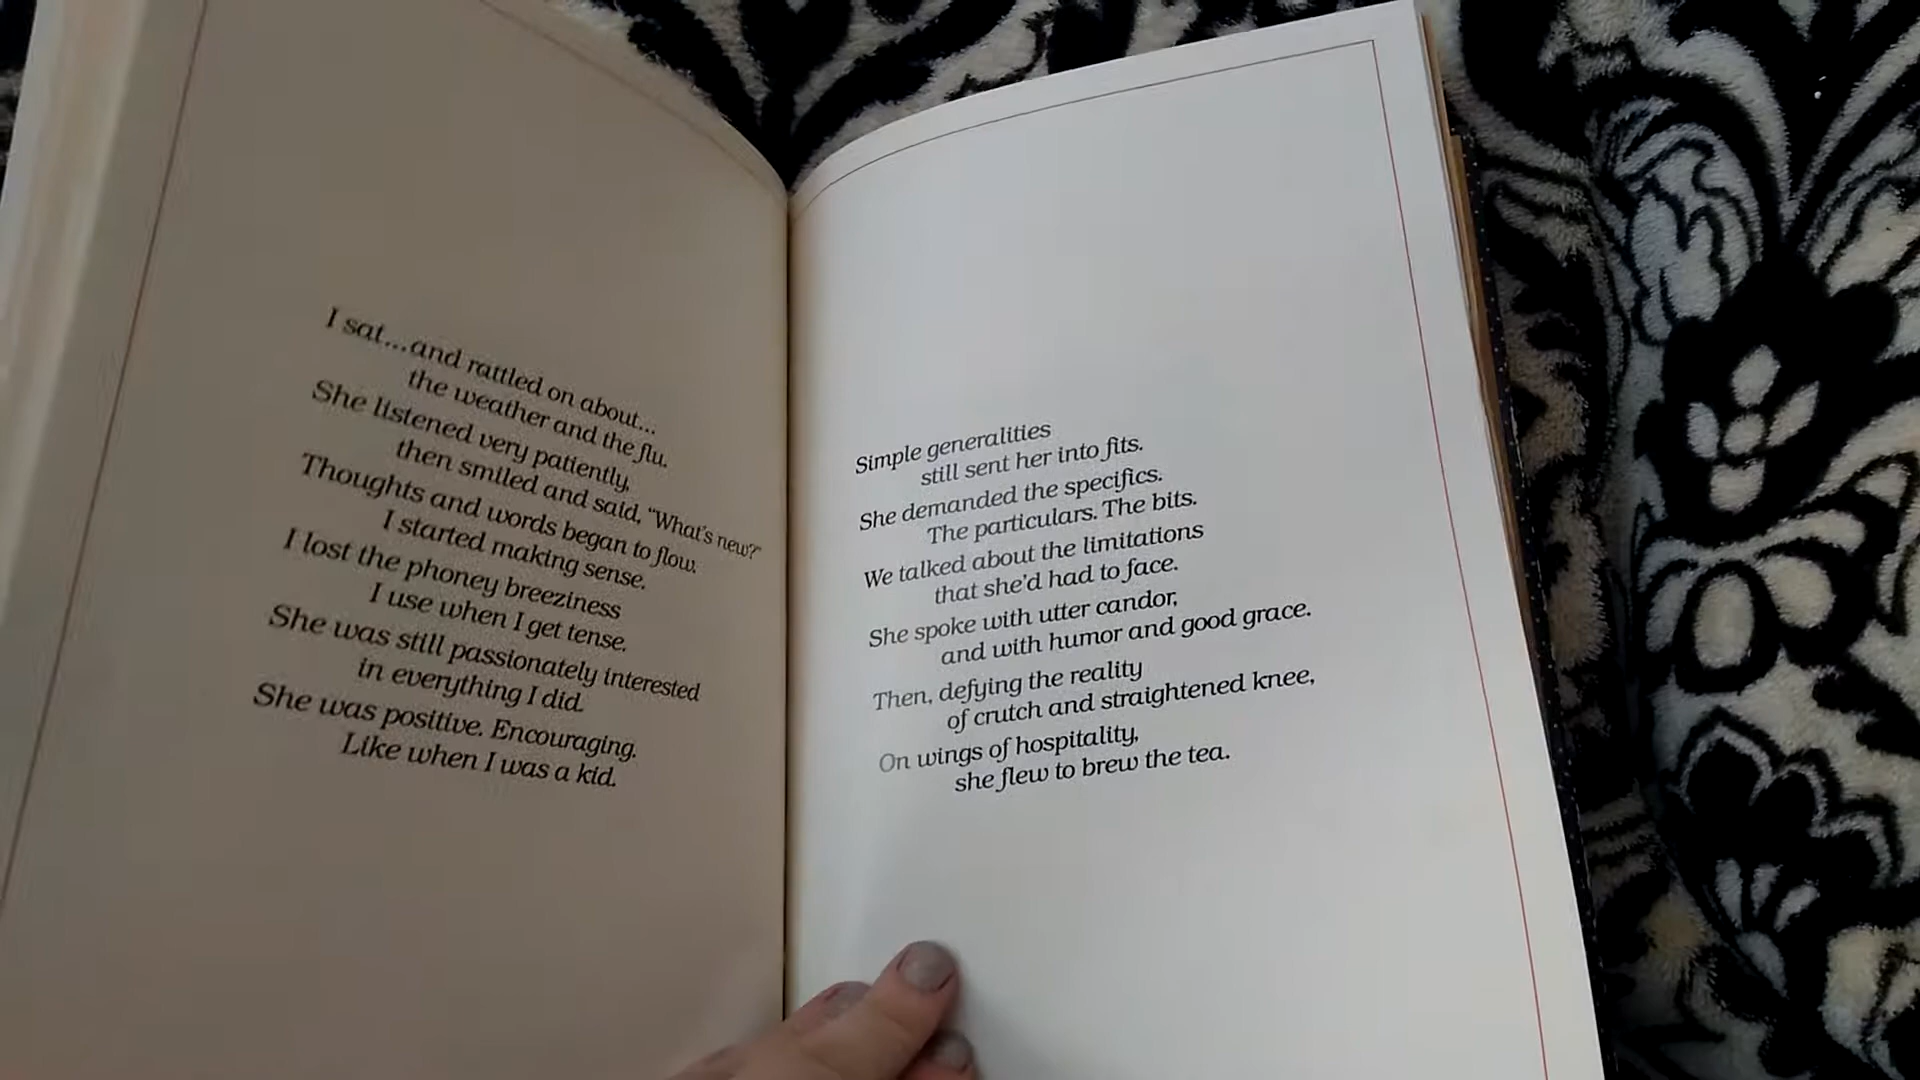 I sat...and rattled on about...
the weather and the flu.
She listened very patiently,
then smiled and said, “What's new?”
Thoughts and words began to flow.
I started making sense.
I lost the phoney breeziness
I use when I get tense.
She was still passionately interested
in everything I did.
She was positive. Encouraging.
Like when I was a kid.
Simple generalities
still sent her into fits.
She demanded the specifics.
The particulars. The bits.
We talked about the limitations
that she'd had to face.
She spoke with utter candor,
and with humor and good grace.
Then, defying the reality
of crutch and straightened knee,
On wings of hospitality,
she flew to brew the tea.